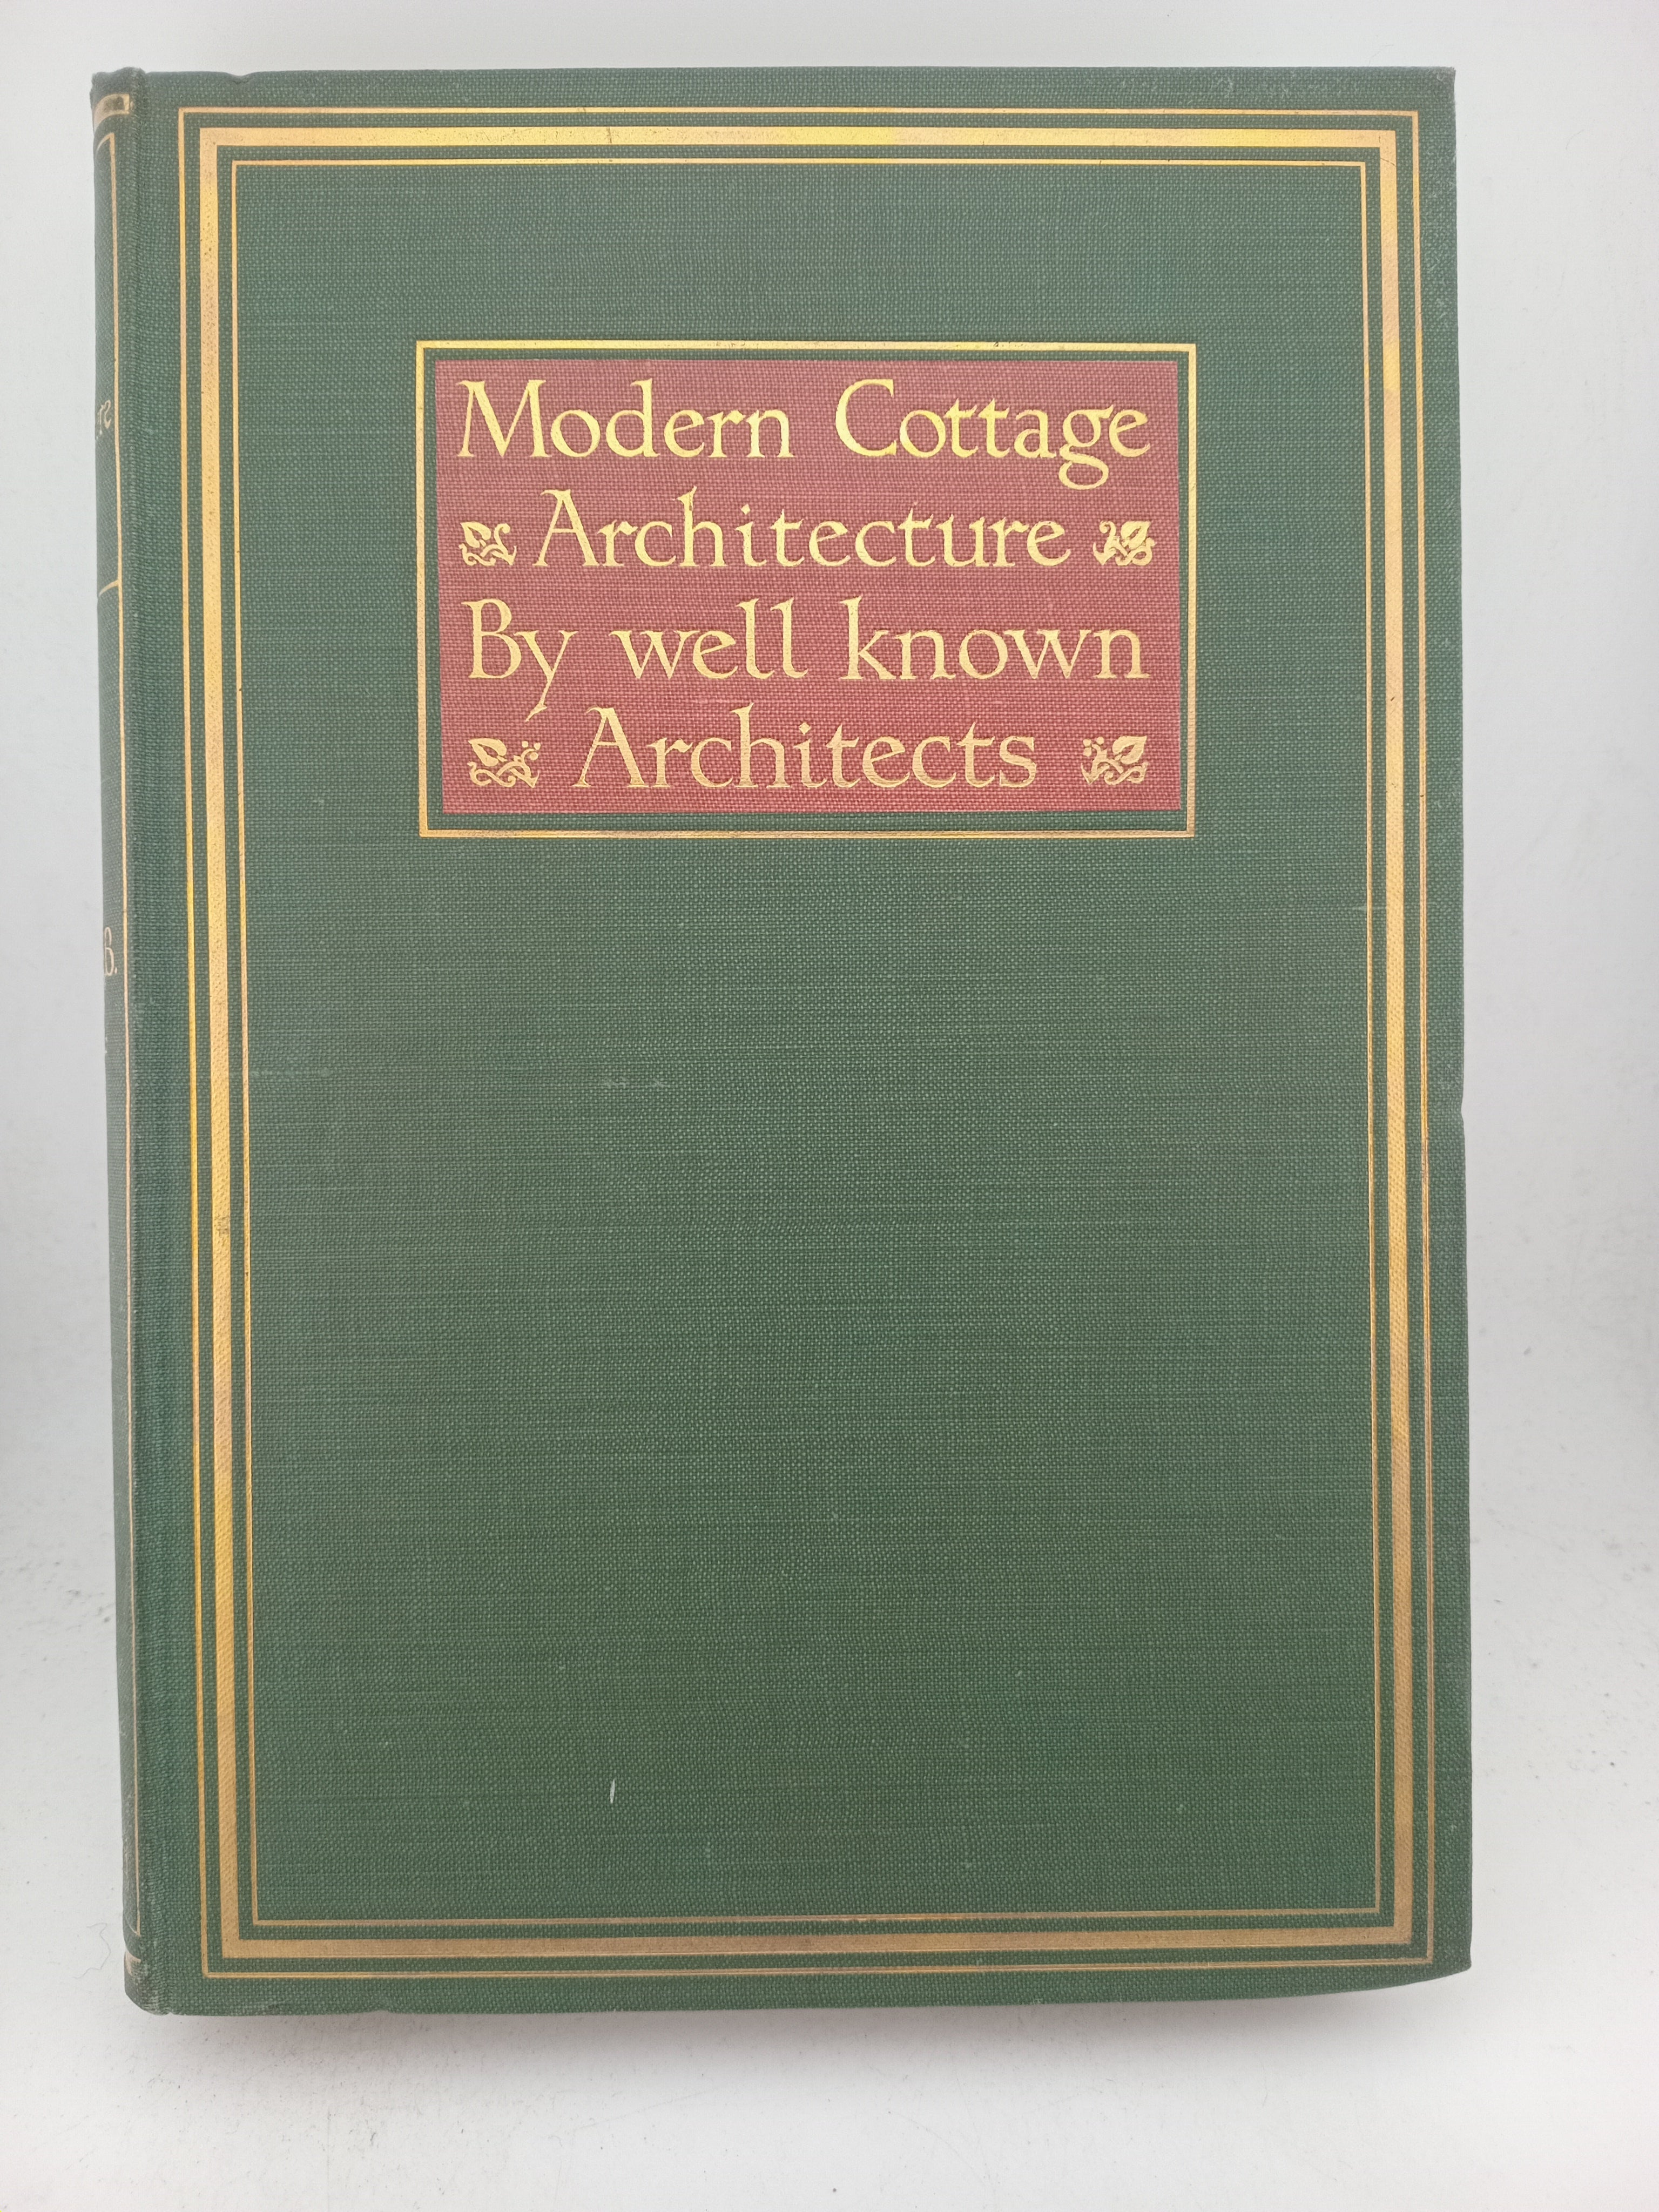 Modern Cottage
Architecture
By well known
Architects
B.